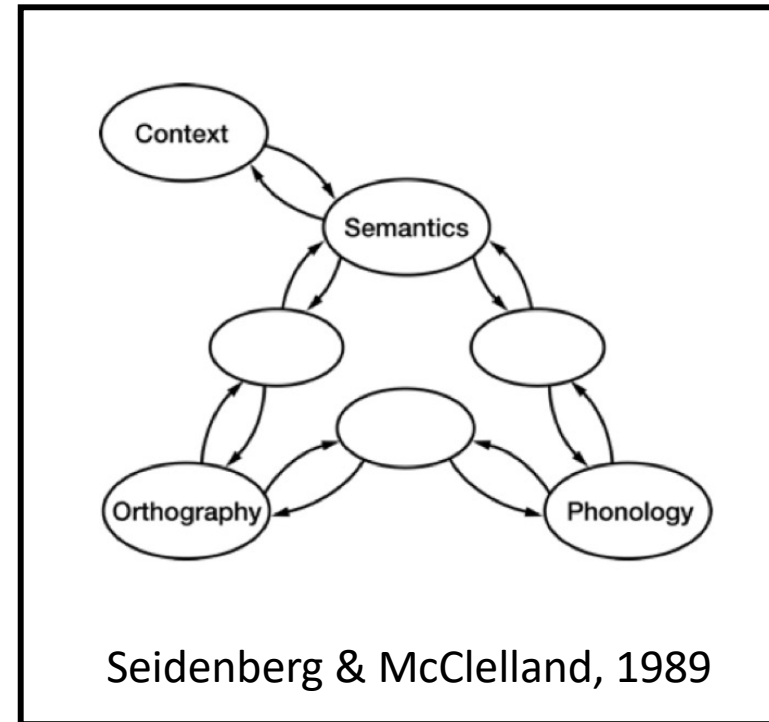 Context
Semantics
Orthography
Phonology
Seidenberg & McClelland, 1989